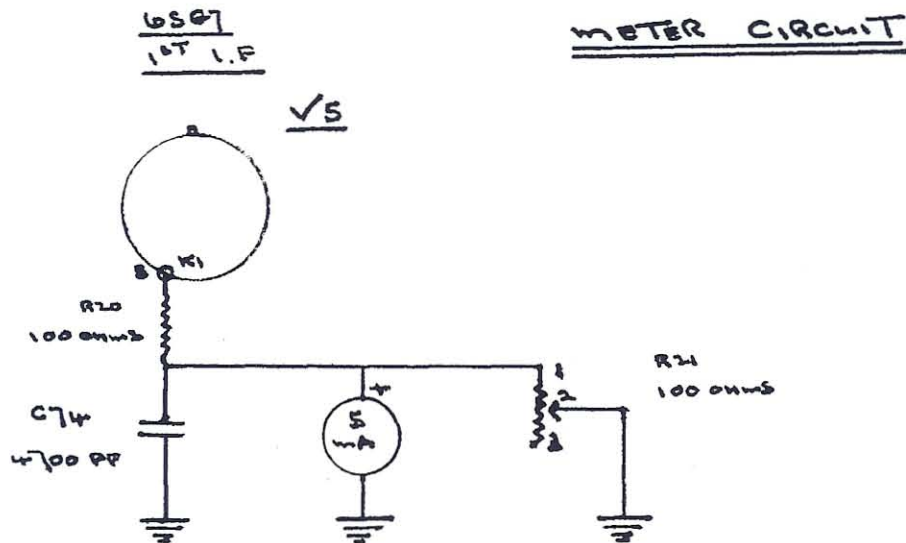 6SG7
1ST I.F
METER CIRCUIT
V5
5 K1
R20
100 OHMS
R21
100 OHMS
1
2
3
+
5
mA
C74
4700 PF